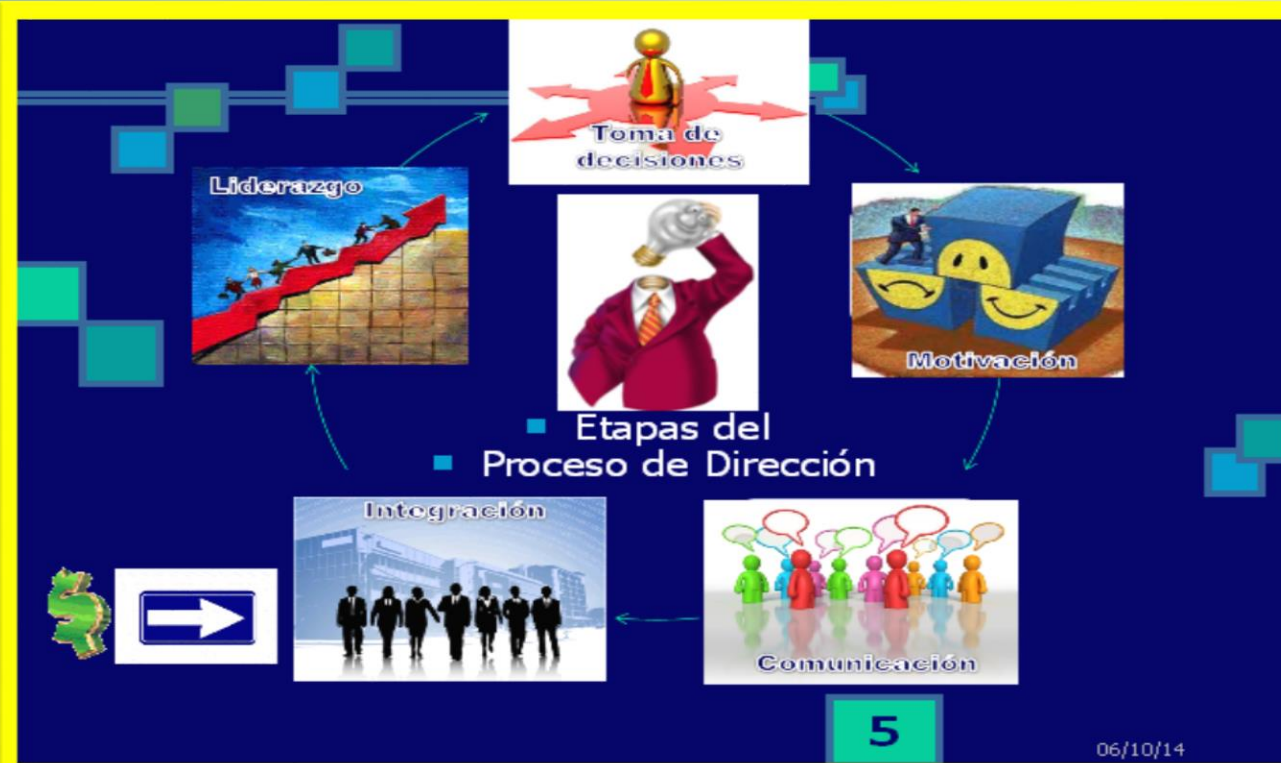 Toma de
decisiones
Liderazgo
Motivación
Etapas del
Proceso de Dirección
Integración
Comunicación
5
06/10/14